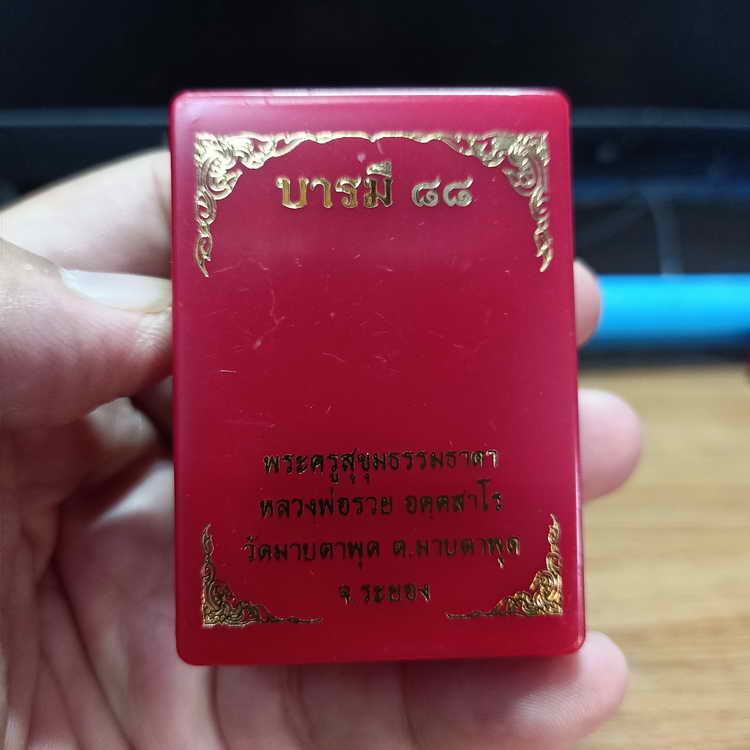 บารมี ๘๘
พระครูสุขุมธรรมธาดา
หลวงพ่อรวย อตฺตสาโร
วัดมาบตาพุด ต.มาบตาพุด
จ.ระยอง